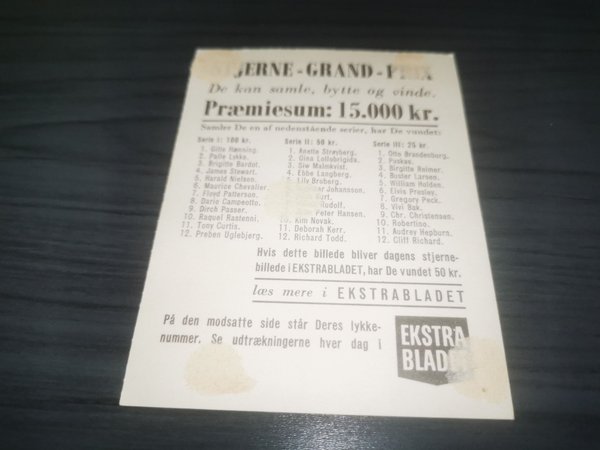 STJERNE-GRAND-PRIX
De kan samle, bytte og vinde.
Præmiesum: 15.000 kr.
Samler De en af nedenstående serier, har De vundet:
Serie I: 100 kr.
1. Gitte Hænning.
2. Palle Lykke.
3. Brigitte Bardot.
4. James Stewart.
5. Harald Nielsen.
6. Maurice Chevalier
7. Floyd Patterson.
8. Dario Campeotto.
9. Dirch Passer.
10. Raquel Rastenni.
11. Tony Curtis.
12. Preben Uglebjerg.
Serie II: 50 kr.
1. Anette Strøyberg.
2. Gina Lollobrigida.
3. Siw Malmkvist.
4. Ebbe Langberg.
5. Lily Broberg.
Johansson.
Peter Hansen.
10. Kim Novak.
11. Deborah Kerr.
12. Richard Todd.
Serie III: 25 kr.
1. Otto Brandenburg.
2. Puskas.
3. Birgitte Reimer.
4. Buster Larsen.
5. William Holden.
6. Elvis Presley.
7. Gregory Peck.
8. Vivi Bak.
9. Chr. Christensen.
10. Robertino.
11. Audrey Hepburn.
12. Cliff Richard.
Hvis dette billede bliver dagens stjerne-
billede i EKSTRABLADET, har De vundet 50 kr.
læs mere i EKSTRABLADET
På den modsatte side står Deres lykke-
nummer. Se udtrækningerne hver dag i
EKSTRA
BLADET